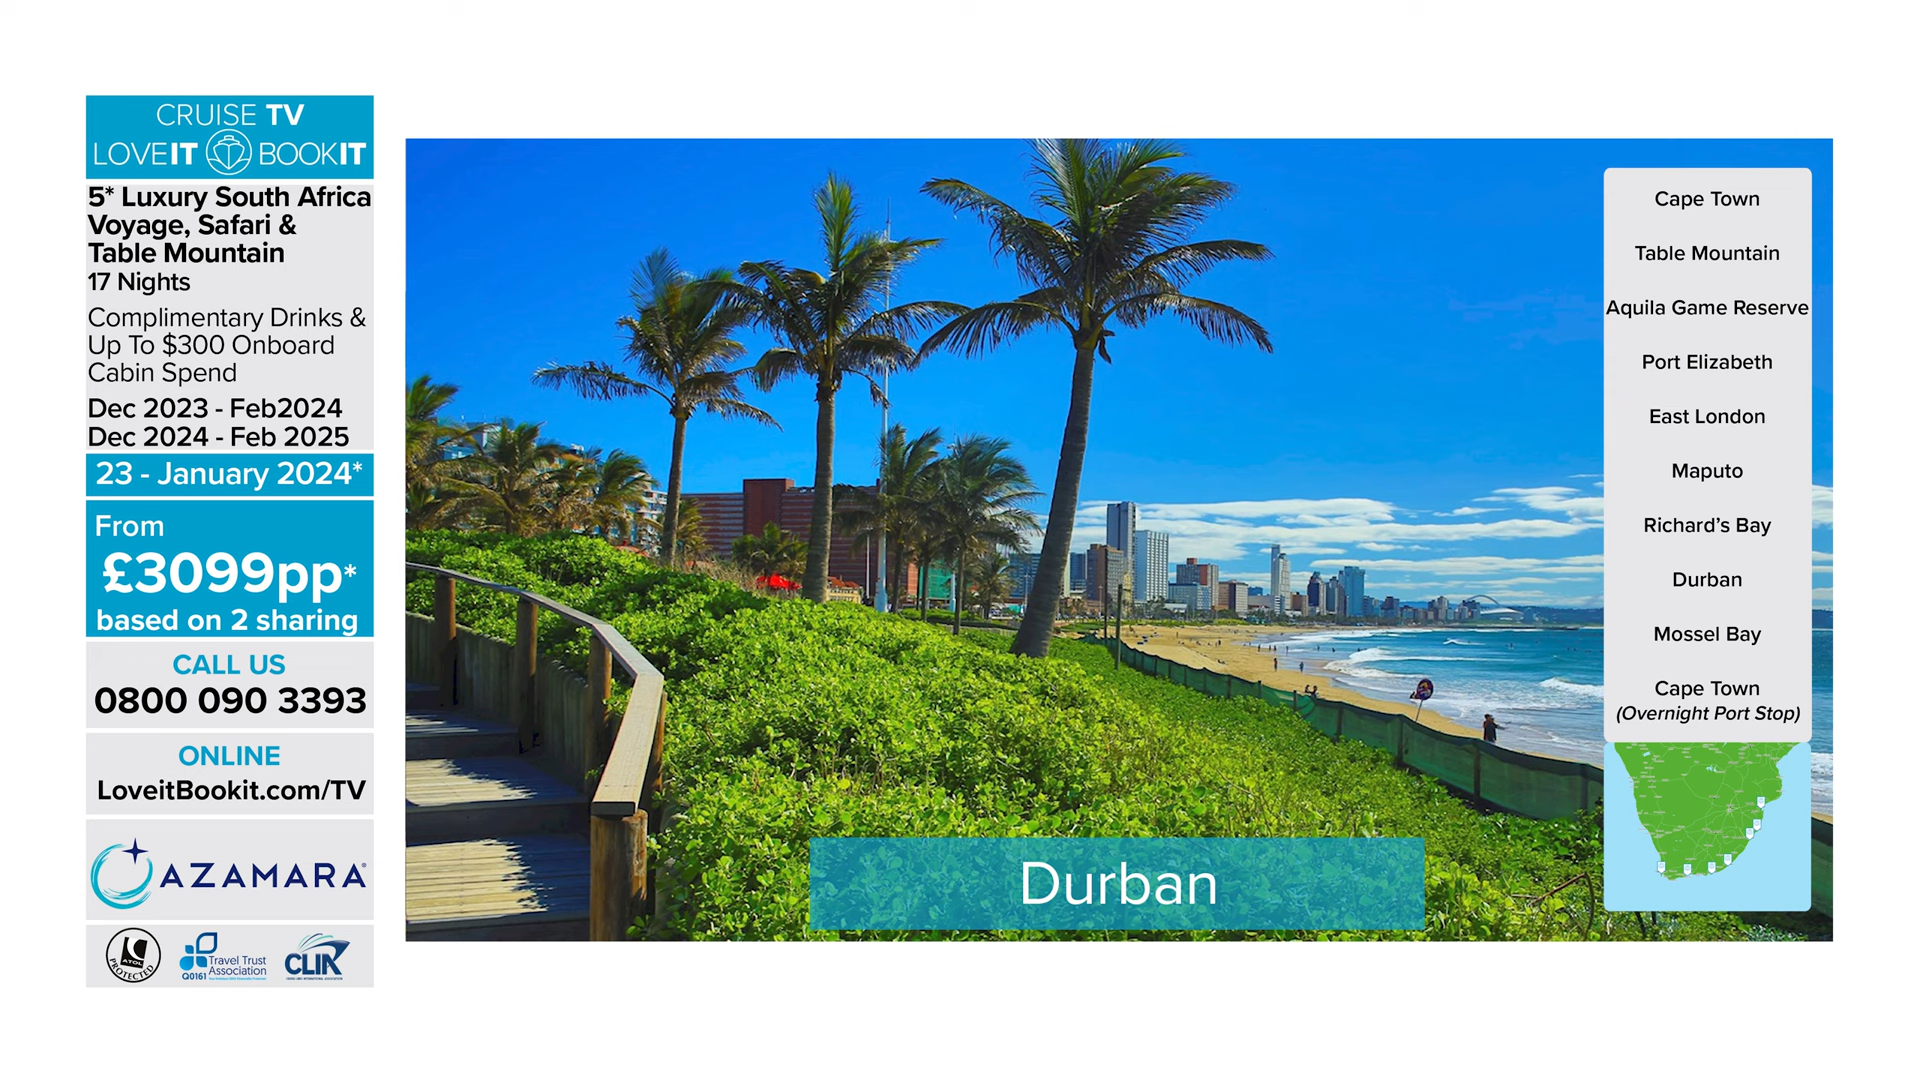 CRUISE TV
LOVEIT BOOKIT
5* Luxury South Africa
Voyage, Safari &
Table Mountain
17 Nights
Complimentary Drinks &
Up To $300 Onboard
Cabin Spend
Dec 2023 - Feb2024
Dec 2024 - Feb 2025
23 - January 2024*
From
£3099pp*
based on 2 sharing
CALL US
0800 090 3393
ONLINE
LoveitBookit.com/TV
AZAMARA®
ATOL
PROTECTED
Travel Trust
Association
Q0161
CLIA
Cape Town
Table Mountain
Aquila Game Reserve
Port Elizabeth
East London
Maputo
Richard's Bay
Durban
Mossel Bay
Cape Town
(Overnight Port Stop)
Durban